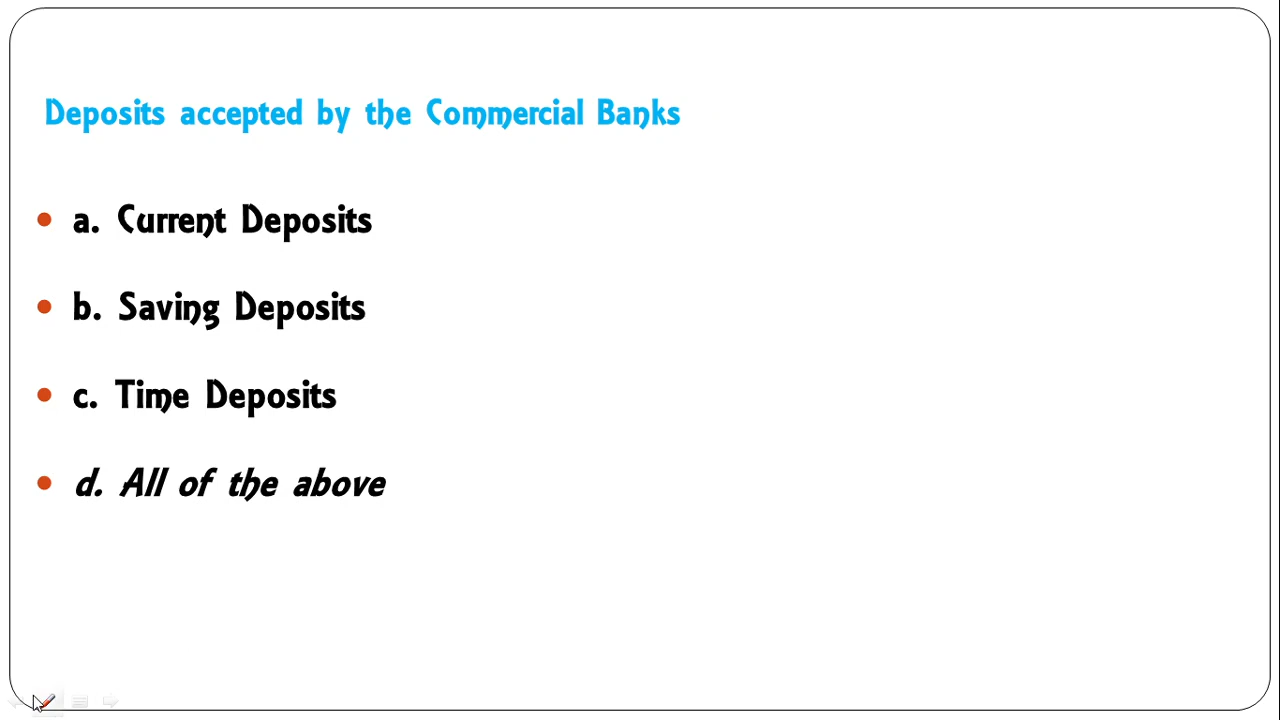 Deposits accepted by the Commercial Banks
a. Current Deposits
b. Saving Deposits
c. Time Deposits
d. All of the above